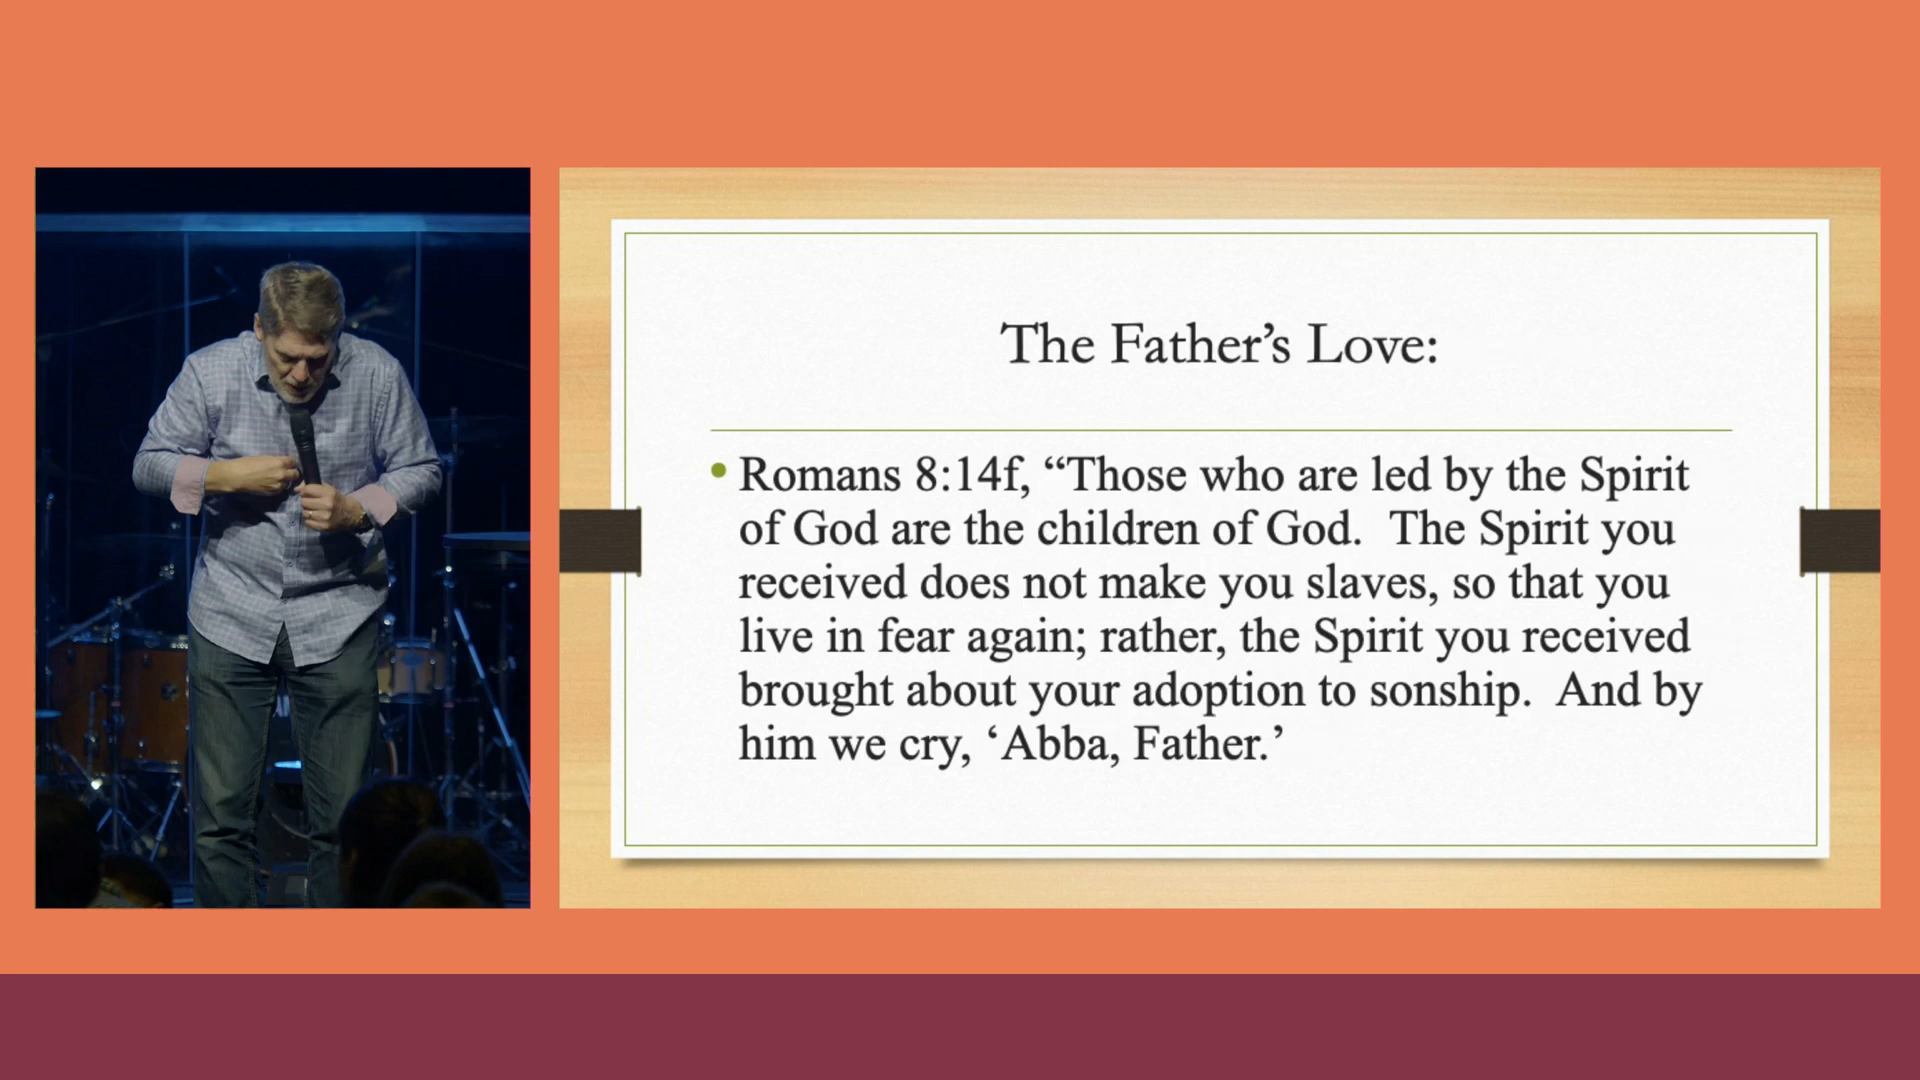 The Father’s Love:
Romans 8:14f, “Those who are led by the Spirit
of God are the children of God.  The Spirit you
received does not make you slaves, so that you
live in fear again; rather, the Spirit you received
brought about your adoption to sonship.  And by
him we cry, ‘Abba, Father.’